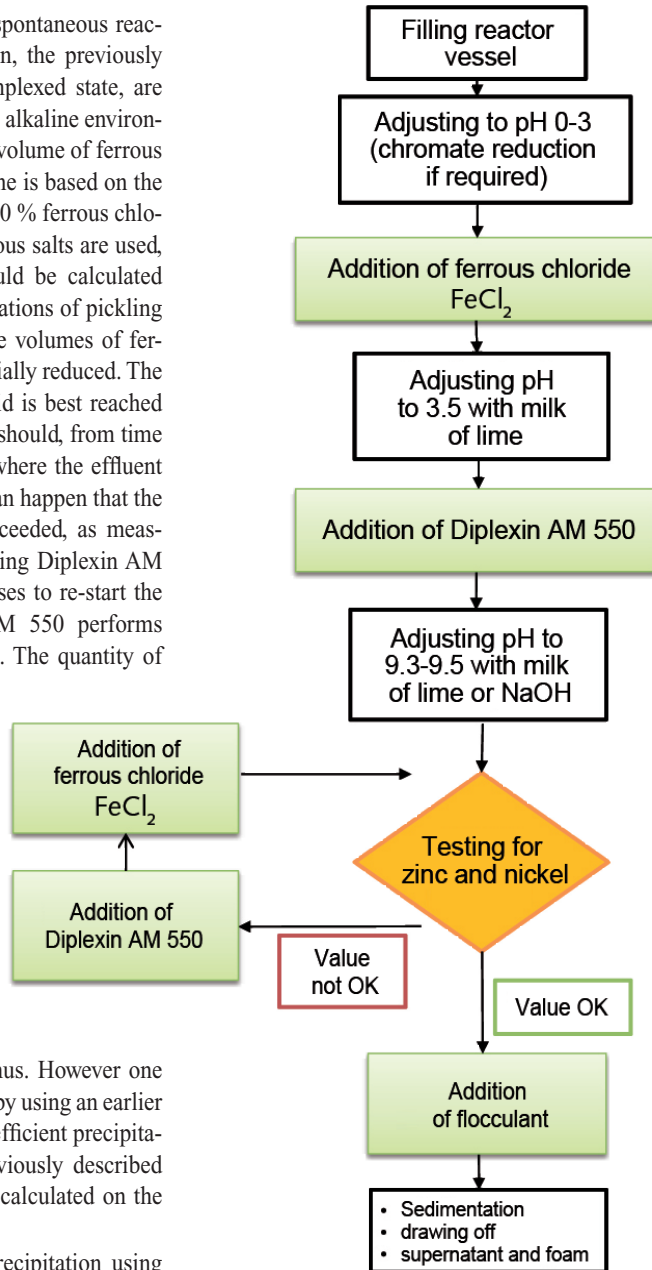 spontaneous reac-
n, the previously
nplexed state, are
alkaline environ-
volume of ferrous
ne is based on the
0 % ferrous chlo-
ous salts are used,
uld be calculated
ations of pickling
e volumes of fer-
ially reduced. The
d is best reached
should, from time
where the effluent
an happen that the
ceeded, as meas-
ing Diplexin AM
ses to re-start the
M 550 performs
. The quantity of
Filling reactor
vessel
Adjusting to pH 0-3
(chromate reduction
if required)
Addition of ferrous chloride
FeCl₂
Adjusting pH
to 3.5 with milk
of lime
Addition of Diplexin AM 550
Adjusting pH to
9.3-9.5 with milk
of lime or NaOH
Addition of
ferrous chloride
FeCl₂
Testing for
zinc and nickel
Addition of
Diplexin AM 550
Value
not OK
Value OK
Addition
of flocculant
• Sedimentation
• drawing off
• supernatant and foam
nus. However one
by using an earlier
efficient precipita-
viously described
calculated on the
recipitation using